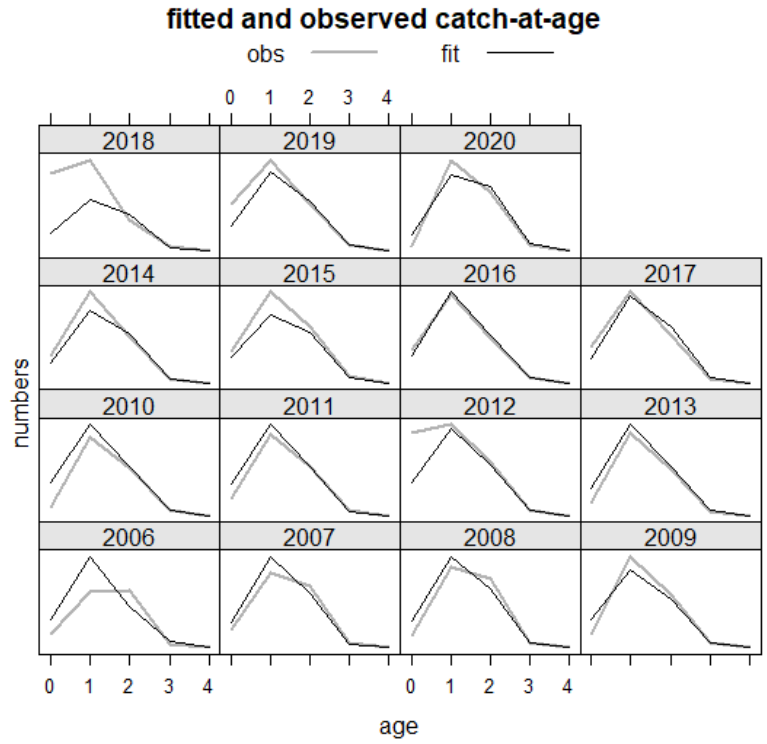 fitted and observed catch-at-age
obs fit
0 1 2 3 4
2018 2019 2020
2014 2015 2016 2017
2010 2011 2012 2013
2006 2007 2008 2009
numbers
0 1 2 3 4 0 1 2 3 4
age